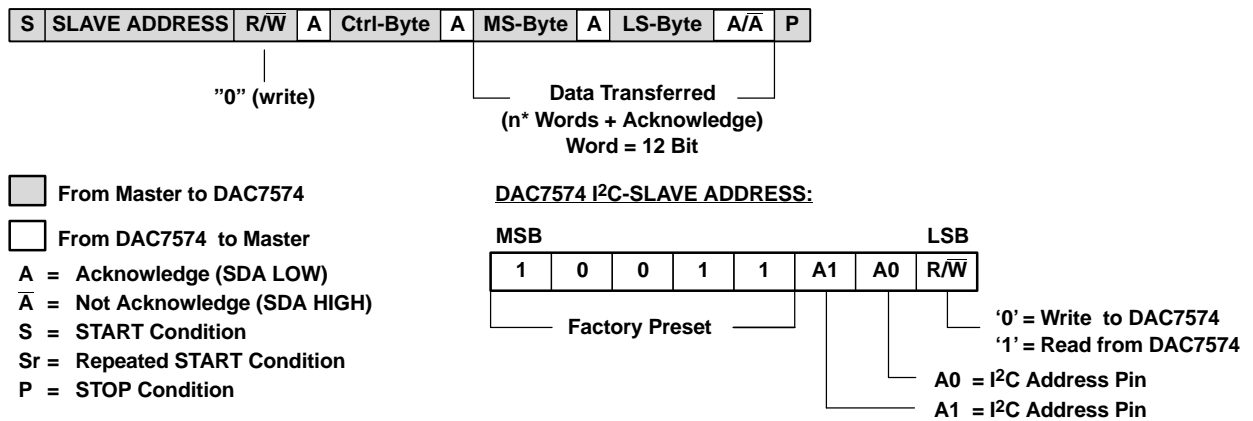 S SLAVE ADDRESS R/W̅ A Ctrl-Byte A MS-Byte A LS-Byte A/A̅ P
”0” (write)
Data Transferred
(n* Words + Acknowledge)
Word = 12 Bit
From Master to DAC7574
From DAC7574 to Master
A = Acknowledge (SDA LOW)
A̅ = Not Acknowledge (SDA HIGH)
S = START Condition
Sr = Repeated START Condition
P = STOP Condition
DAC7574 I²C-SLAVE ADDRESS:
MSB LSB
1 0 0 1 1 A1 A0 R/W̅
Factory Preset
‘0’ = Write to DAC7574
‘1’ = Read from DAC7574
A0 = I²C Address Pin
A1 = I²C Address Pin